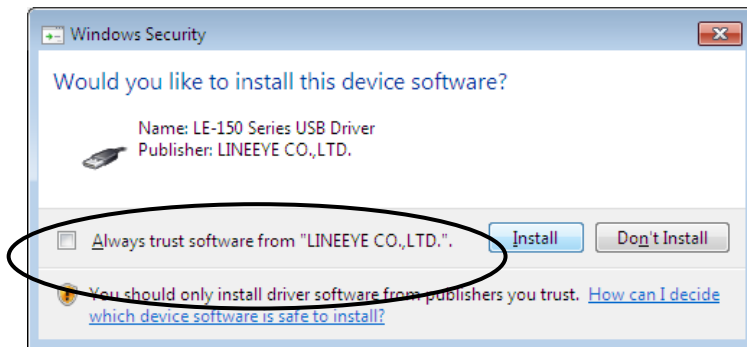 Windows Security
Would you like to install this device software?
Name: LE-150 Series USB Driver
Publisher: LINEEYE CO.,LTD.
Always trust software from "LINEEYE CO.,LTD.". Install Don't Install
You should only install driver software from publishers you trust. How can I decide
which device software is safe to install?